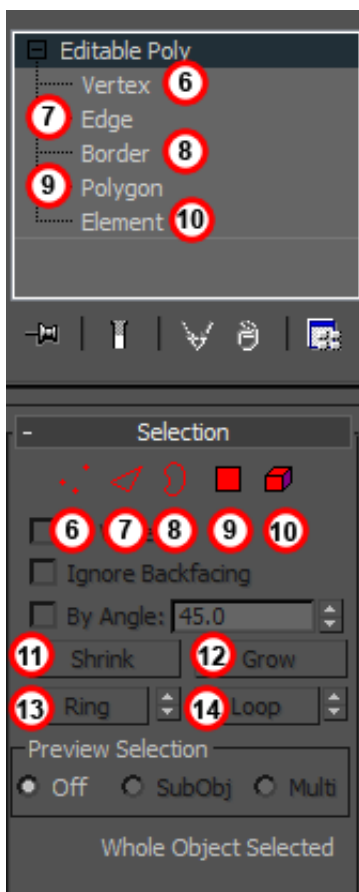 Editable Poly
Vertex 6
7 Edge
Border 8
9 Polygon
Element 10
- Selection
6 7 8 9 10
Ignore Backfacing
By Angle: 45.0
11 Shrink 12 Grow
13 Ring 14 Loop
Preview Selection
Off SubObj Multi
Whole Object Selected